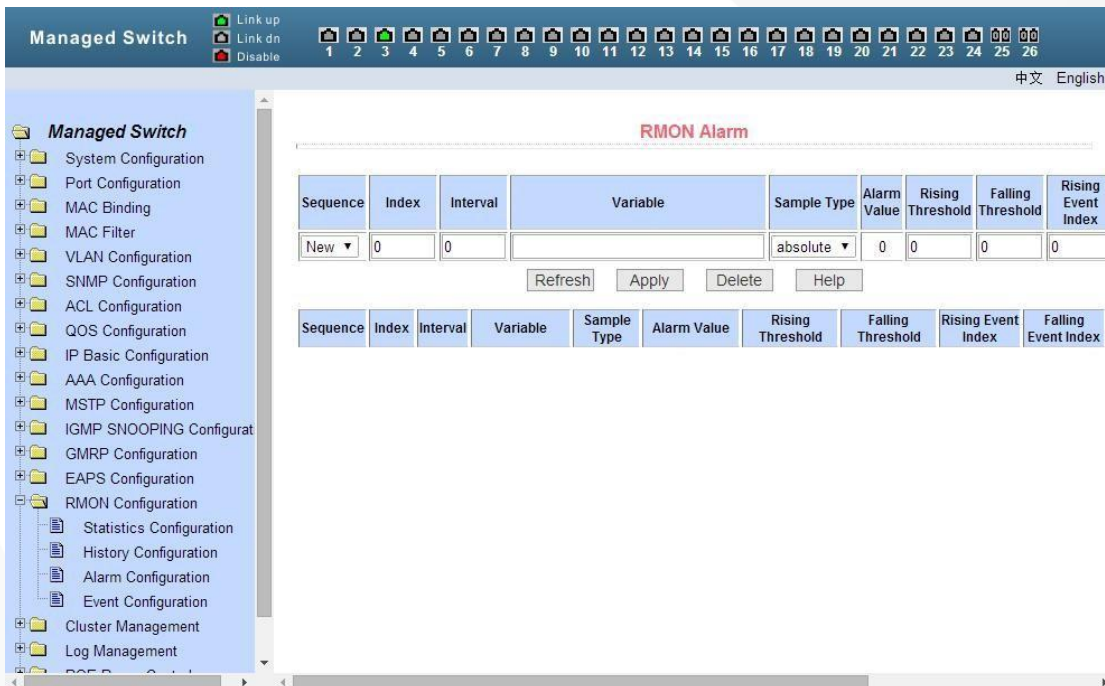 Managed Switch
Link up
Link dn
Disable
1 2 3 4 5 6 7 8 9 10 11 12 13 14 15 16 17 18 19 20 21 22 23 24 25 26
中文 English
Managed Switch
System Configuration
Port Configuration
MAC Binding
MAC Filter
VLAN Configuration
SNMP Configuration
ACL Configuration
QOS Configuration
IP Basic Configuration
AAA Configuration
MSTP Configuration
IGMP SNOOPING Configurat
GMRP Configuration
EAPS Configuration
RMON Configuration
Statistics Configuration
History Configuration
Alarm Configuration
Event Configuration
Cluster Management
Log Management
RMON Alarm
Sequence Index Interval Variable Sample Type Alarm Value Rising Threshold Falling Threshold Rising Event Index
New 0 0 absolute 0 0 0 0
Refresh Apply Delete Help
Sequence Index Interval Variable Sample Type Alarm Value Rising Threshold Falling Threshold Rising Event Index Falling Event Index